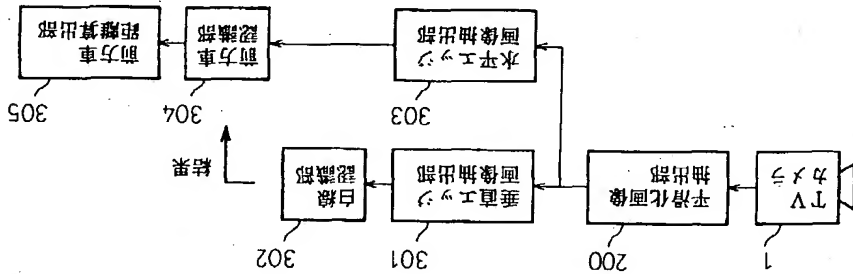 1
TV
カメラ
200
平滑化画像
抽出部
301
垂直エッジ
画像抽出部
302
白線
認識部
結果
303
水平エッジ
画像抽出部
304
前方車
認識部
305
前方車
距離算出部